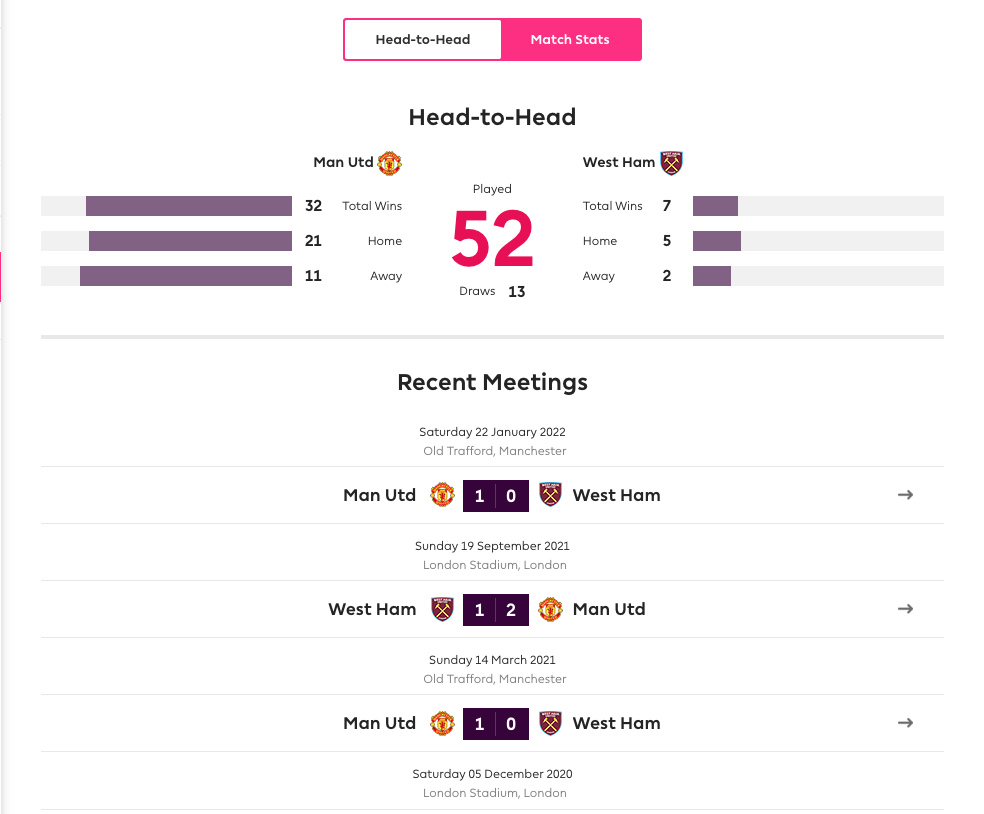 Head-to-Head Match Stats
Head-to-Head
Man Utd West Ham
Played
32 Total Wins 52 Total Wins 7
21 Home Home 5
11 Away Away 2
Draws 13
Recent Meetings
Saturday 22 January 2022
Old Trafford, Manchester
Man Utd 1 0 West Ham
Sunday 19 September 2021
London Stadium, London
West Ham 1 2 Man Utd
Sunday 14 March 2021
Old Trafford, Manchester
Man Utd 1 0 West Ham
Saturday 05 December 2020
London Stadium, London